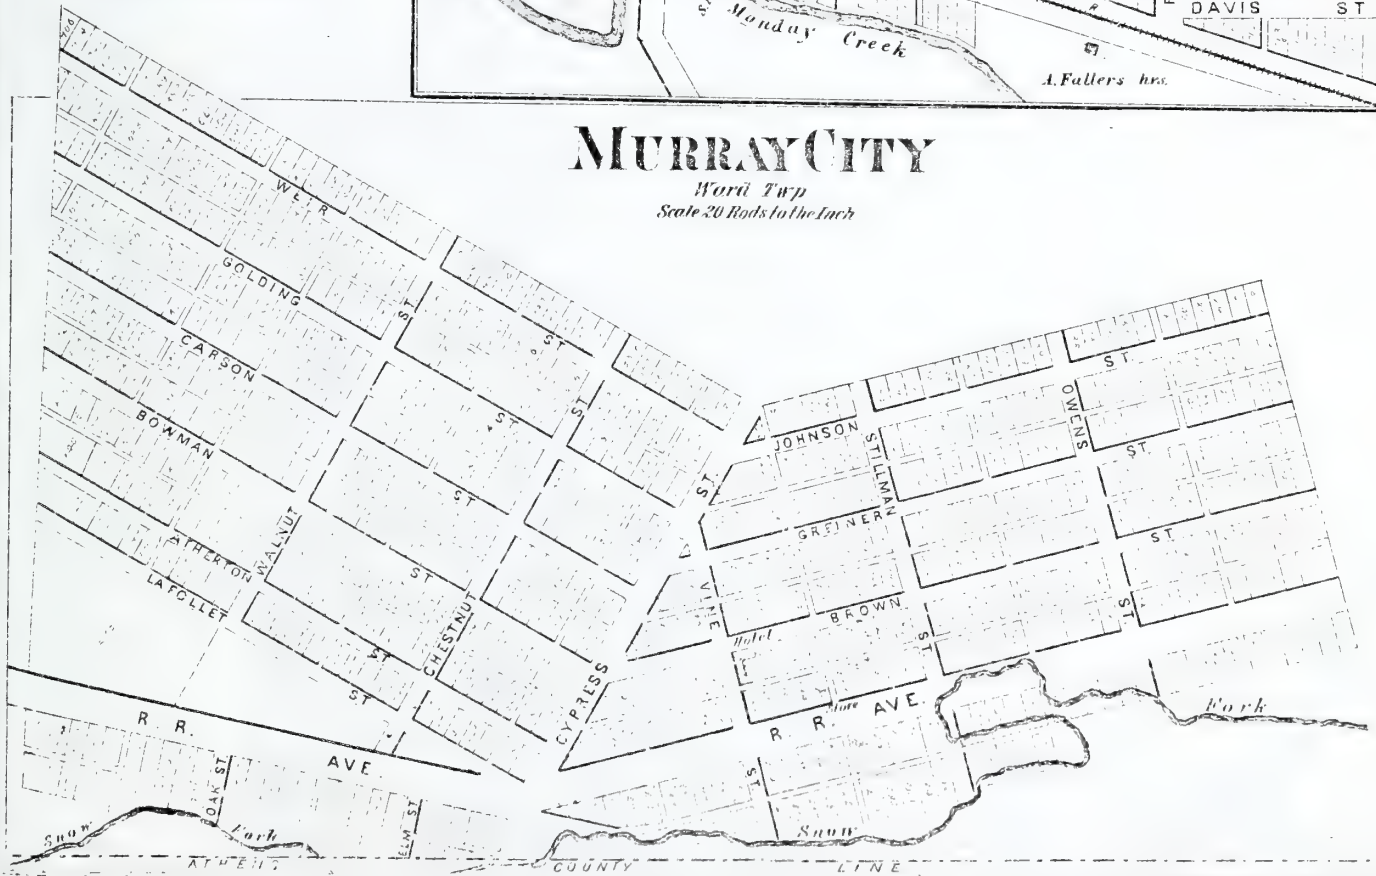 DAVIS ST
Monday Creek
A. Fallers hrs.
MURRAY CITY
Ward Twp
Scale 20 Rods to the Inch
WEIR ST
GOLDING ST
CARSON ST
BOWMAN ST
ATHERTON ST
LAFOLLET ST
WALNUT ST
CHESTNUT ST
CYPRESS ST
VINE ST
JOHNSON ST
STILLMAN ST
OWENS ST
GREINER ST
BROWN ST
Hotel
Store
R. R. AVE
R R AVE.
OAK ST
ELM ST
Snow Fork
Snow Fork
ATHENS COUNTY LINE